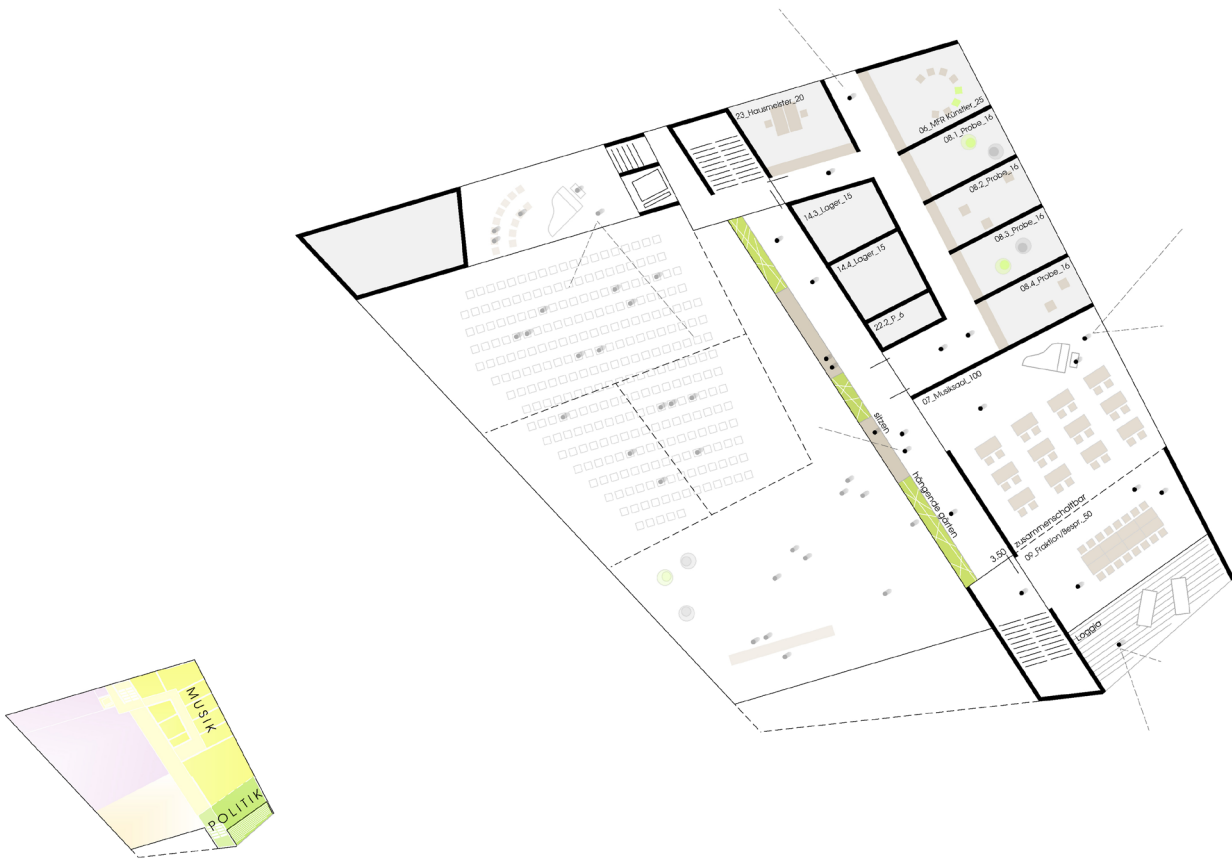 23_Hausmeister_20
06_MFR Künstler_25
08.1_Probe_16
08.2_Probe_16
08.3_Probe_16
08.4_Probe_16
14.3_Lager_15
14.4_Lager_15
22.2_P_6
07_Musiksaal_100
sitzen
hängende gärten
zusammenschaltbar
3.50
09_Fraktion/Bespr._50
Loggia
MUSIK
POLITIK